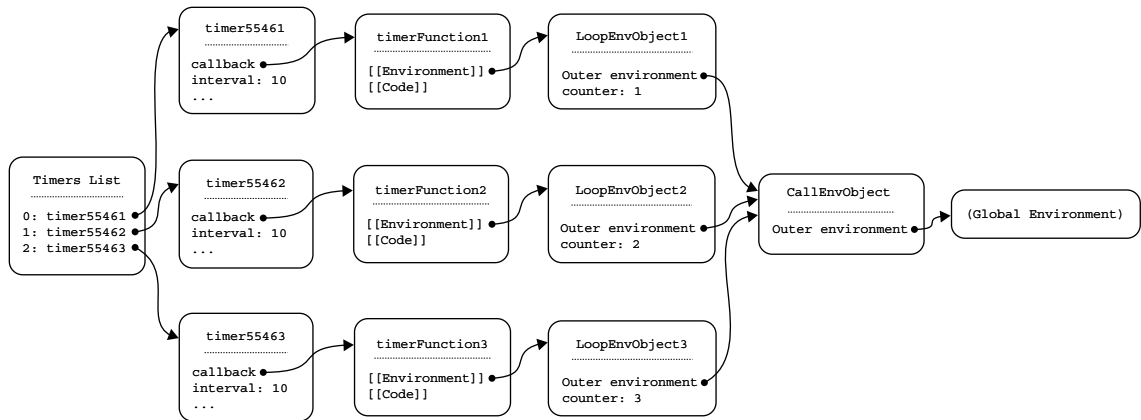 Timers List
0: timer55461
1: timer55462
2: timer55463
timer55461
callback
interval: 10
...
timerFunction1
[[Environment]]
[[Code]]
LoopEnvObject1
Outer environment
counter: 1
timer55462
callback
interval: 10
...
timerFunction2
[[Environment]]
[[Code]]
LoopEnvObject2
Outer environment
counter: 2
timer55463
callback
interval: 10
...
timerFunction3
[[Environment]]
[[Code]]
LoopEnvObject3
Outer environment
counter: 3
CallEnvObject
Outer environment
(Global Environment)